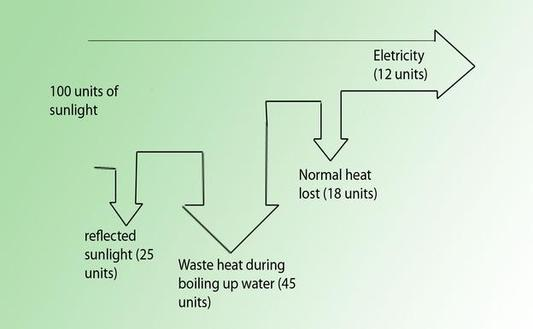 Eletricity
(12 units)
100 units of
sunlight
Normal heat
lost (18 units)
reflected
sunlight (25
units)
Waste heat during
boiling up water (45
units)